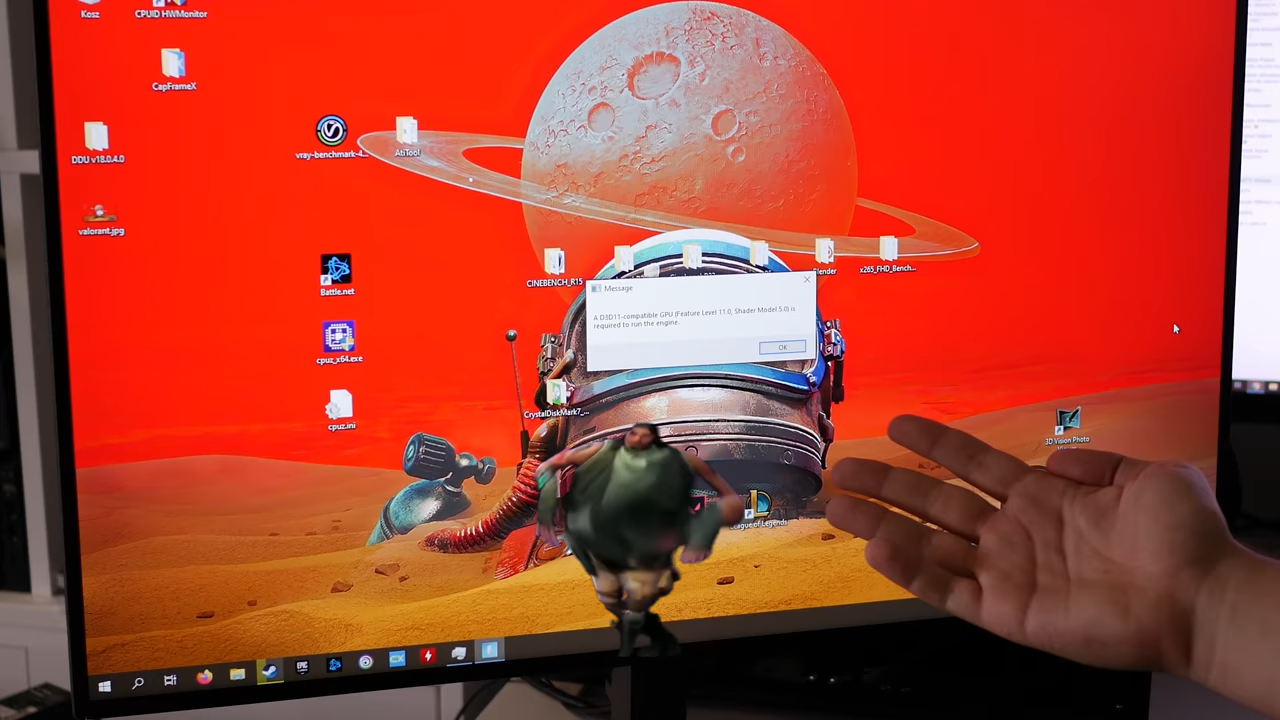 Kosz
CPUID HWMonitor
CapFrameX
DDU v18.0.4.0
vray-benchmark-4...
AtiTool
valorant.jpg
Battle.net
CINEBENCH_R15
Blender
x265_FHD_Bench...
Message
A D3D11-compatible GPU (Feature Level 11.0, Shader Model 5.0) is
required to run the engine.
OK
cpuz_x64.exe
CrystalDiskMark7_...
cpuz.ini
3D Vision Photo
League of Legends
EPIC